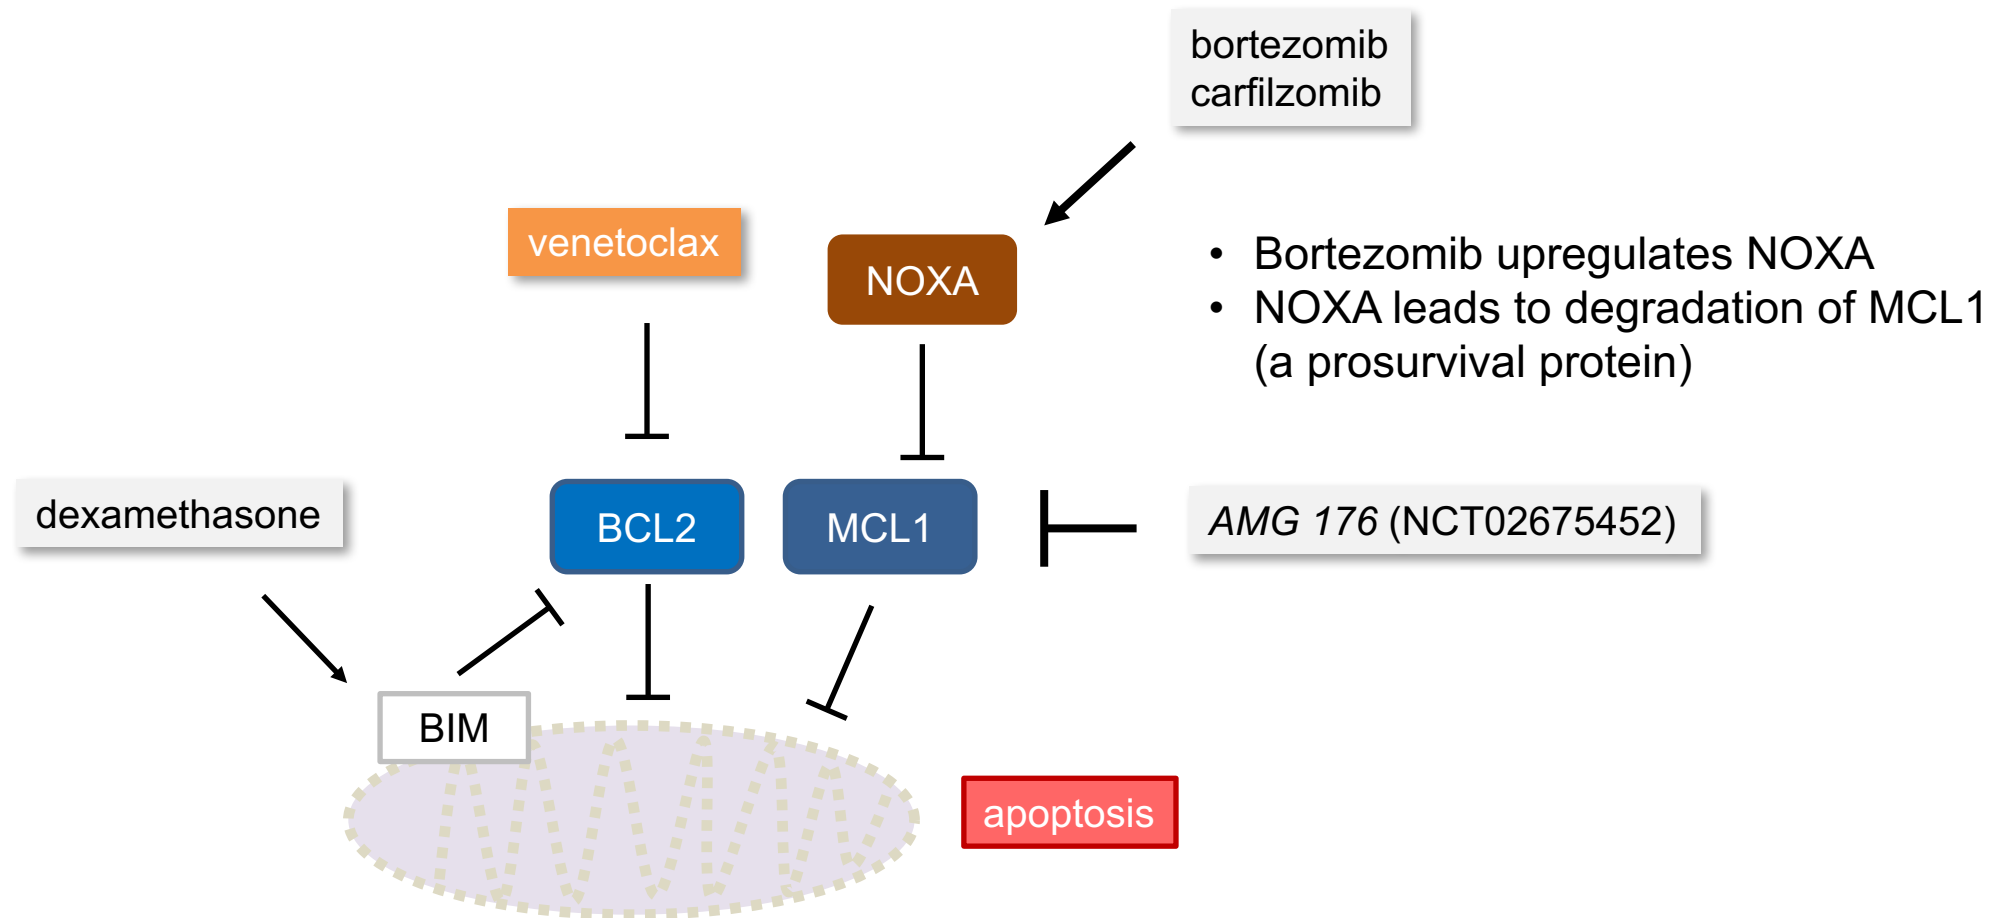 bortezomib
carfilzomib
venetoclax
NOXA
• Bortezomib upregulates NOXA
• NOXA leads to degradation of MCL1
(a prosurvival protein)
dexamethasone
BCL2
MCL1
AMG 176 (NCT02675452)
BIM
apoptosis